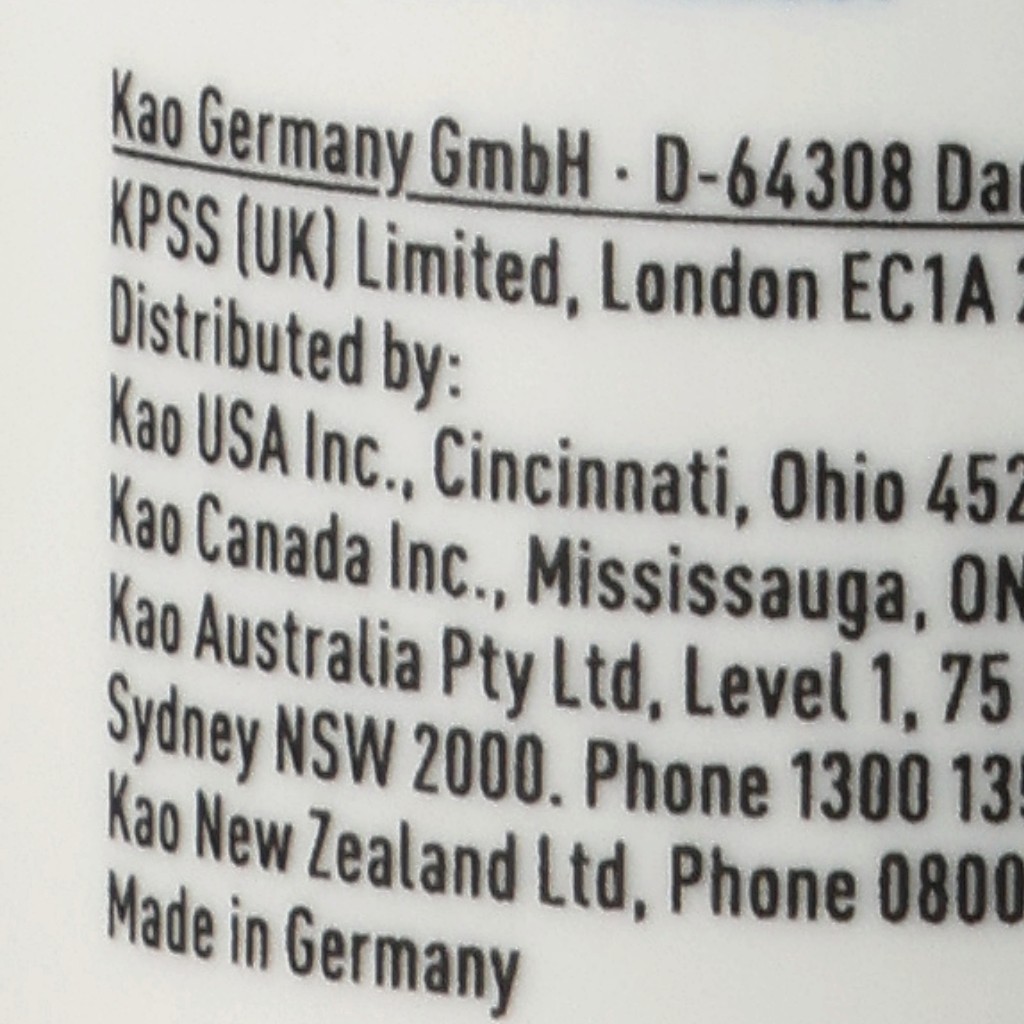 Kao Germany GmbH · D-64308
KPSS (UK) Limited, London EC1A
Distributed by:
Kao USA Inc., Cincinnati, Ohio
Kao Canada Inc., Mississauga, ON
Kao Australia Pty Ltd, Level 1, 75
Sydney NSW 2000. Phone 1300
Kao New Zealand Ltd, Phone 0800
Made in Germany